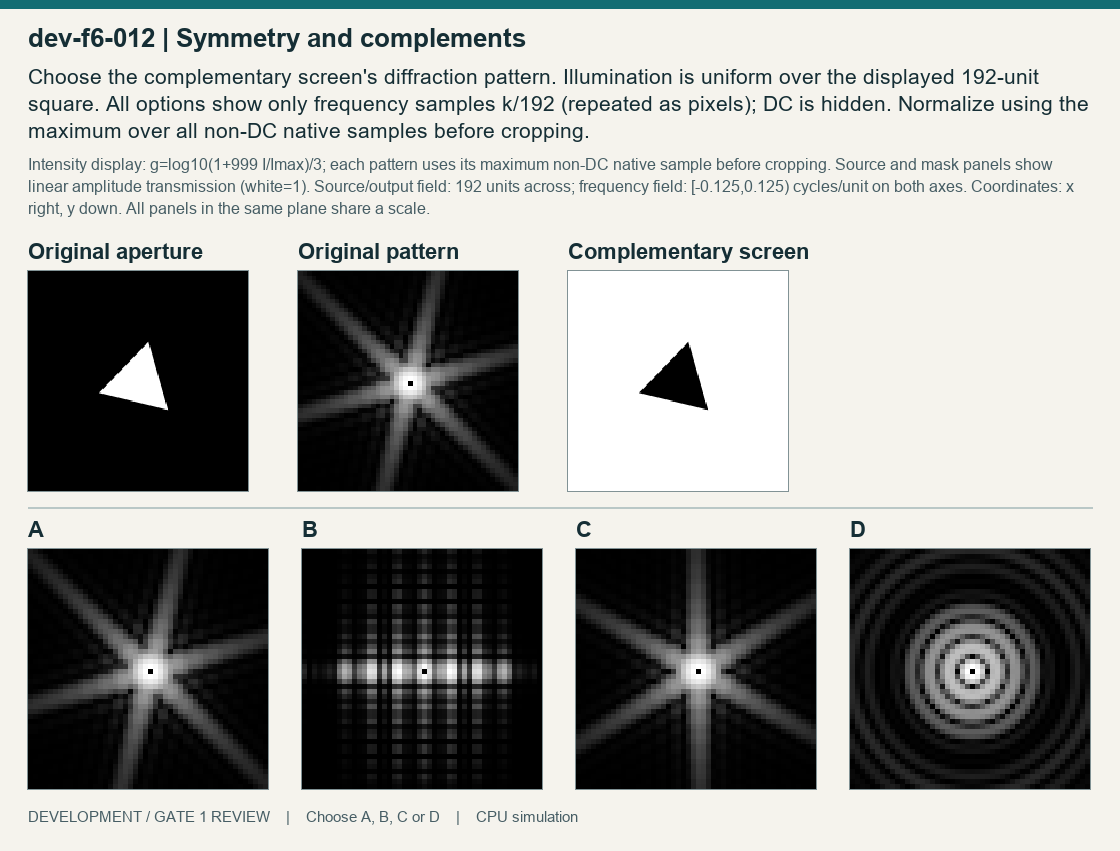 dev-f6-012 | Symmetry and complements
Choose the complementary screen's diffraction pattern. Illumination is uniform over the displayed 192-unit
square. All options show only frequency samples k/192 (repeated as pixels); DC is hidden. Normalize using the
maximum over all non-DC native samples before cropping.
Intensity display: g=log10(1+999 I/Imax)/3; each pattern uses its maximum non-DC native sample before cropping. Source and mask panels show
linear amplitude transmission (white=1). Source/output field: 192 units across; frequency field: [-0.125,0.125) cycles/unit on both axes. Coordinates: x
right, y down. All panels in the same plane share a scale.
Original aperture
Original pattern
Complementary screen
A
B
C
D
DEVELOPMENT / GATE 1 REVIEW | Choose A, B, C or D | CPU simulation